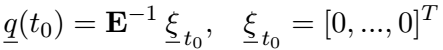 q(t₀) = E⁻¹ ξ_{t₀},   ξ_{t₀} = [0, ..., 0]ᵀ